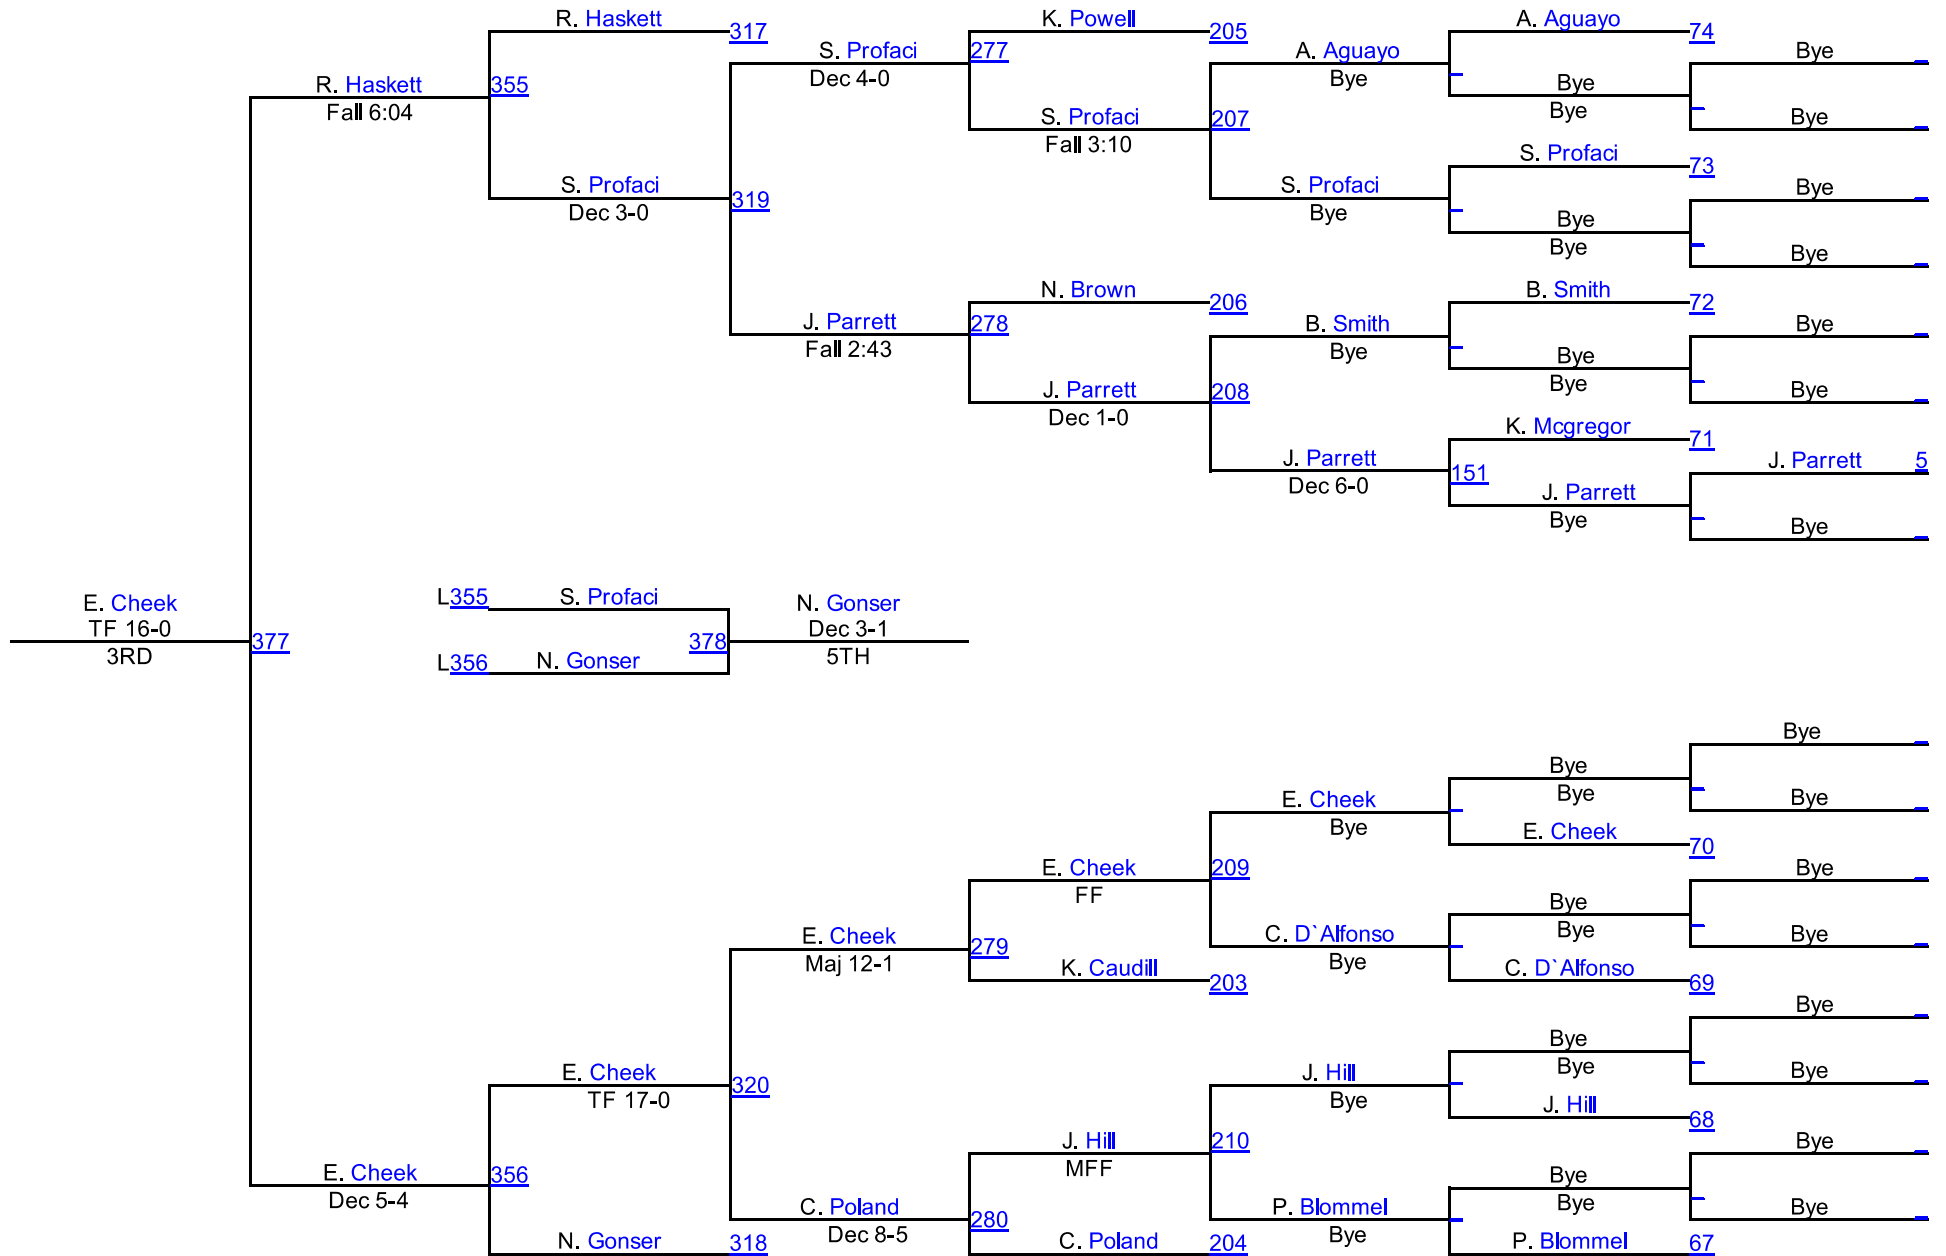 R. Haskett
317
K. Powell
205
A. Aguayo
74
S. Profaci
277
A. Aguayo
Bye
Dec 4-0
Bye
R. Haskett
355
Bye
Fall 6:04
Bye
S. Profaci
207
Bye
Fall 3:10
S. Profaci
73
S. Profaci
319
S. Profaci
Bye
Dec 3-0
Bye
Bye
Bye
Bye
N. Brown
206
B. Smith
72
J. Parrett
278
B. Smith
Bye
Fall 2:43
Bye
Bye
Bye
J. Parrett
208
Bye
Dec 1-0
K. Mcgregor
71
J. Parrett
151
J. Parrett
5
Dec 6-0
J. Parrett
Bye
Bye
E. Cheek
L355
S. Profaci
N. Gonser
TF 16-0
Dec 3-1
377
378
3RD
L356
N. Gonser
5TH
Bye
Bye
E. Cheek
Bye
Bye
Bye
E. Cheek
70
E. Cheek
209
Bye
FF
Bye
E. Cheek
C. D`Alfonso
Bye
Bye
Maj 12-1
279
Bye
K. Caudill
203
C. D`Alfonso
69
Bye
Bye
E. Cheek
320
J. Hill
Bye
Bye
TF 17-0
Bye
J. Hill
68
J. Hill
210
Bye
MFF
E. Cheek
356
Bye
Dec 5-4
C. Poland
280
P. Blommel
Bye
Bye
Dec 8-5
Bye
N. Gonser
318
C. Poland
204
P. Blommel
67